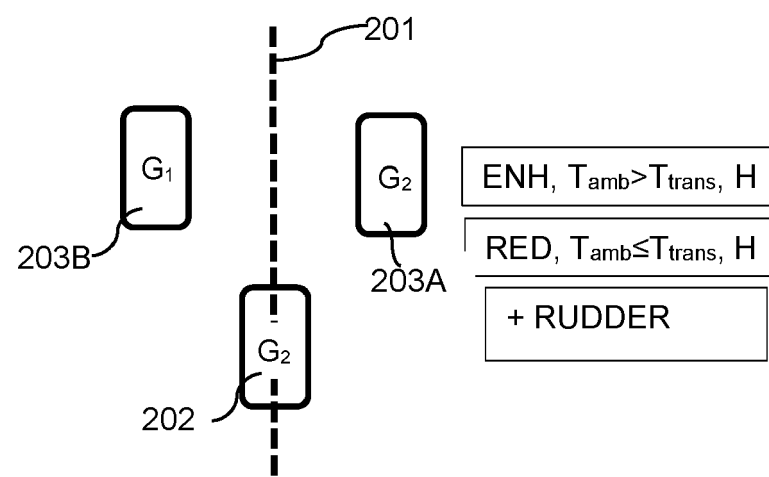 201
G₁
G₂
ENH, Tamb>Ttrans, H
203B
203A
RED, Tamb≤Ttrans, H
+ RUDDER
G₂
202